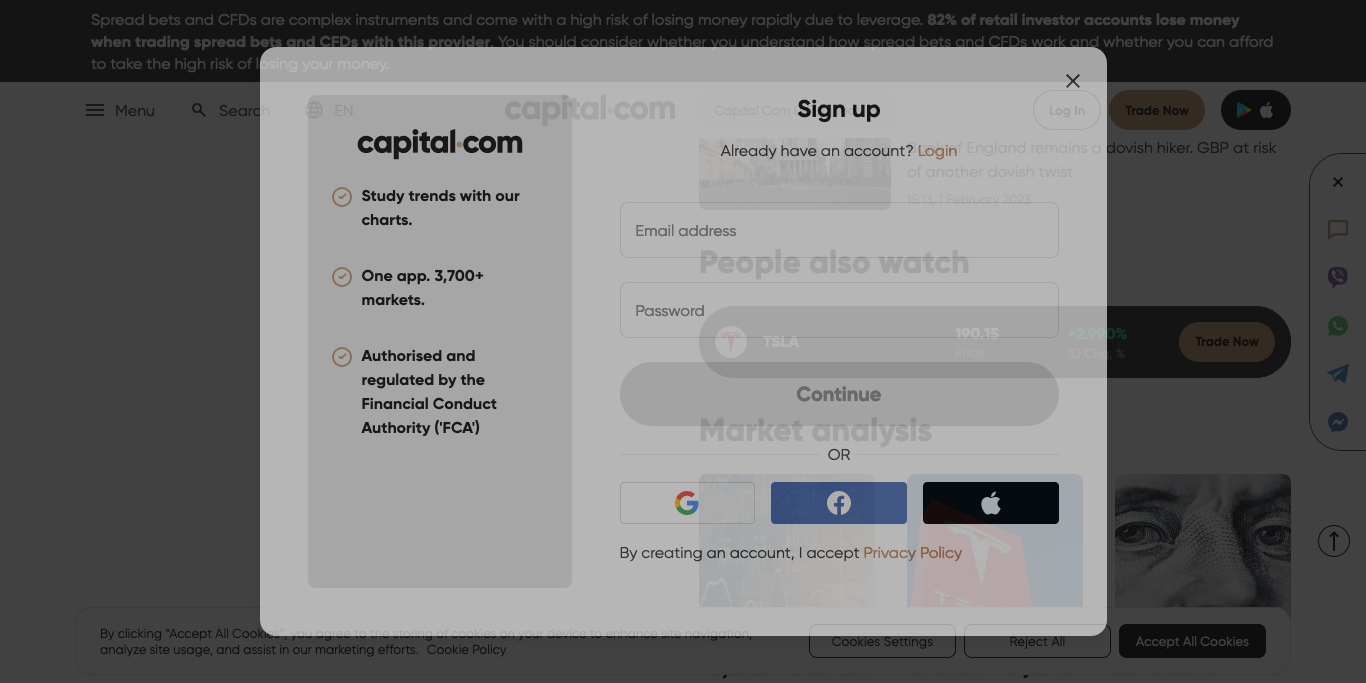 Spread bets and CFDs are complex instruments and come with a high risk of losing money rapidly due to leverage. 82% of retail investor accounts lose money
when trading spread bets and CFDs with this provider. You should consider whether you understand how spread bets and CFDs work and whether you can afford
to take the high risk of losing your money.
Menu
Search
EN
capital.com
Log In
Trade Now
Capital Com
Sign up
Already have an account? Login
of England remains a dovish hiker. GBP at risk
of another dovish twist
15:13, 1 February 2023
capital.com
Study trends with our
charts.
One app. 3,700+
markets.
Authorised and
regulated by the
Financial Conduct
Authority ('FCA')
Email address
People also watch
Password
TSLA
190.15
Price
+2.990%
1D Chg, %
Trade Now
Continue
Market analysis
OR
By creating an account, I accept Privacy Policy
By clicking "Accept All Cookies", you agree to the storing of cookies on your device to enhance site navigation,
analyze site usage, and assist in our marketing efforts. Cookie Policy
Cookies Settings
Reject All
Accept All Cookies